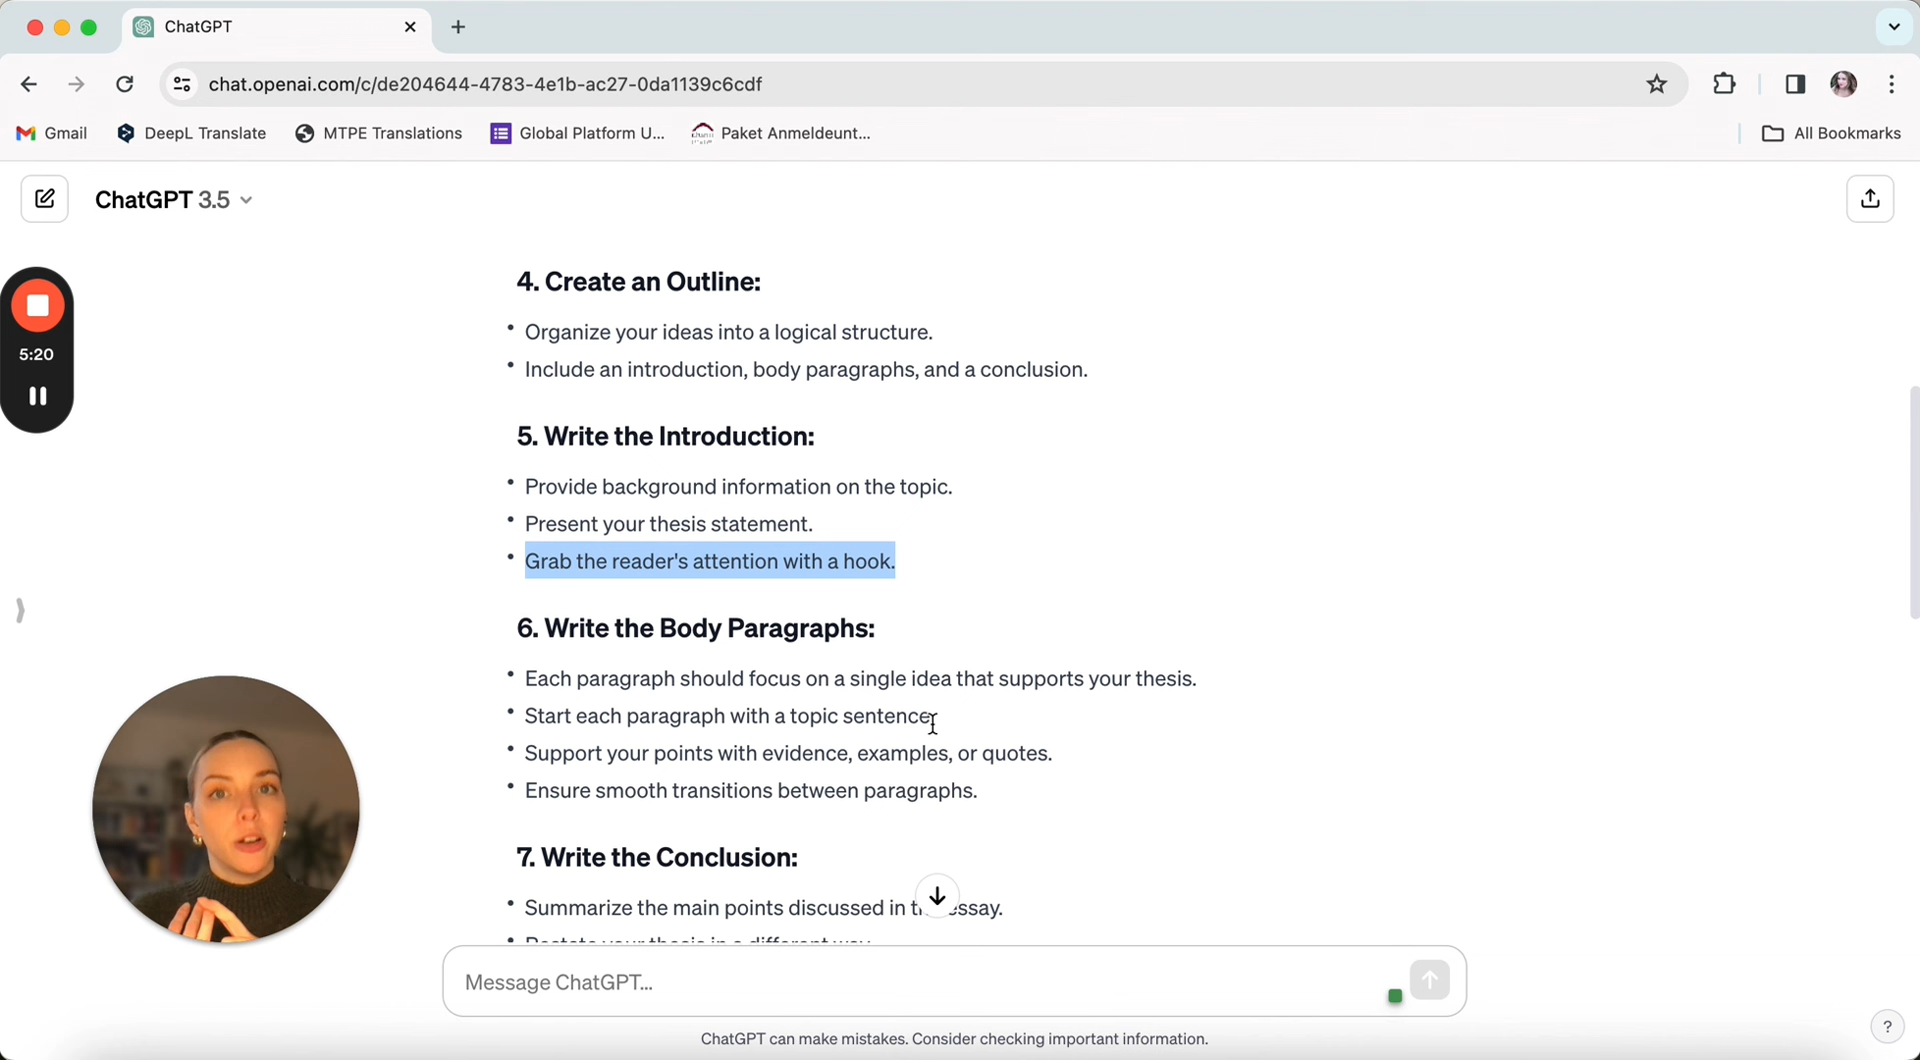 ChatGPT
chat.openai.com/c/de204644-4783-4e1b-ac27-0da1139c6cdf
Gmail
DeepL Translate
MTPE Translations
Global Platform U...
Paket Anmeldeunt...
All Bookmarks
ChatGPT 3.5
4. Create an Outline:
• Organize your ideas into a logical structure.
• Include an introduction, body paragraphs, and a conclusion.
5:20
5. Write the Introduction:
• Provide background information on the topic.
• Present your thesis statement.
• Grab the reader's attention with a hook.
6. Write the Body Paragraphs:
• Each paragraph should focus on a single idea that supports your thesis.
• Start each paragraph with a topic sentence.
• Support your points with evidence, examples, or quotes.
• Ensure smooth transitions between paragraphs.
7. Write the Conclusion:
• Summarize the main points discussed in essay.
• Restate your thesis in a different way.
Message ChatGPT...
ChatGPT can make mistakes. Consider checking important information.
?